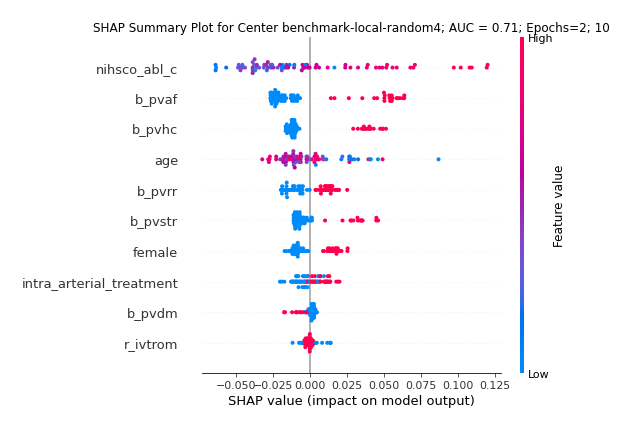 SHAP Summary Plot for Center benchmark-local-random4; AUC = 0.71; Epochs=2; 10
High
nihsco_abl_c
b_pvaf
b_pvhc
age
b_pvrr
b_pvstr
female
intra_arterial_treatment
b_pvdm
r_ivtrom
Feature value
Low
−0.050 −0.025 0.000 0.025 0.050 0.075 0.100 0.125
SHAP value (impact on model output)